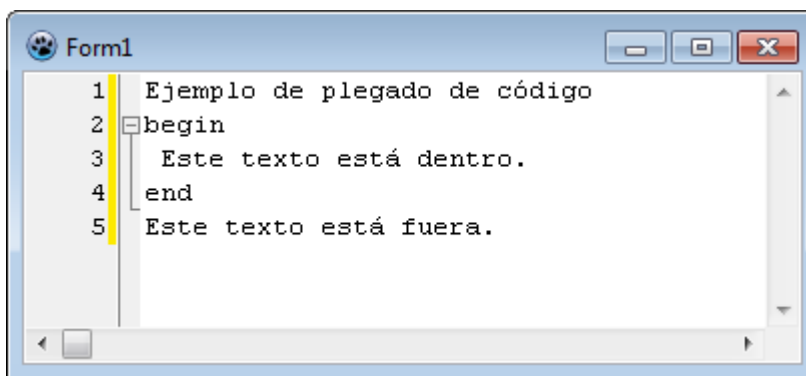 Form1
1 Ejemplo de plegado de código
2 begin
3 Este texto está dentro.
4 end
5 Este texto está fuera.